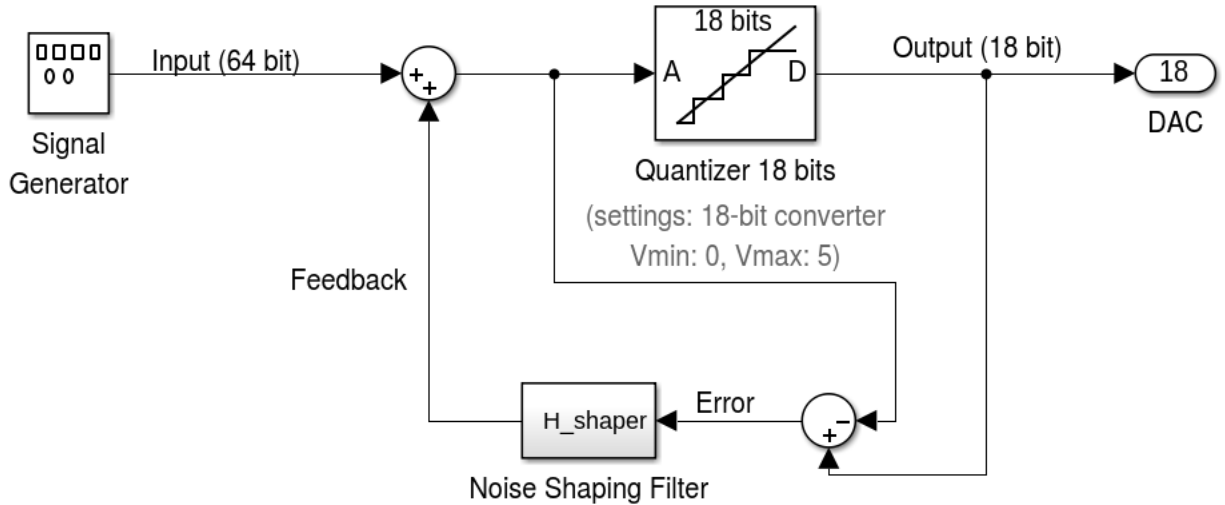 18 bits
Input (64 bit)
Output (18 bit)
+
+
A
D
18
Signal
Generator
DAC
Quantizer 18 bits
(settings: 18-bit converter
Vmin: 0, Vmax: 5)
Feedback
H_shaper
Error
−
+
Noise Shaping Filter